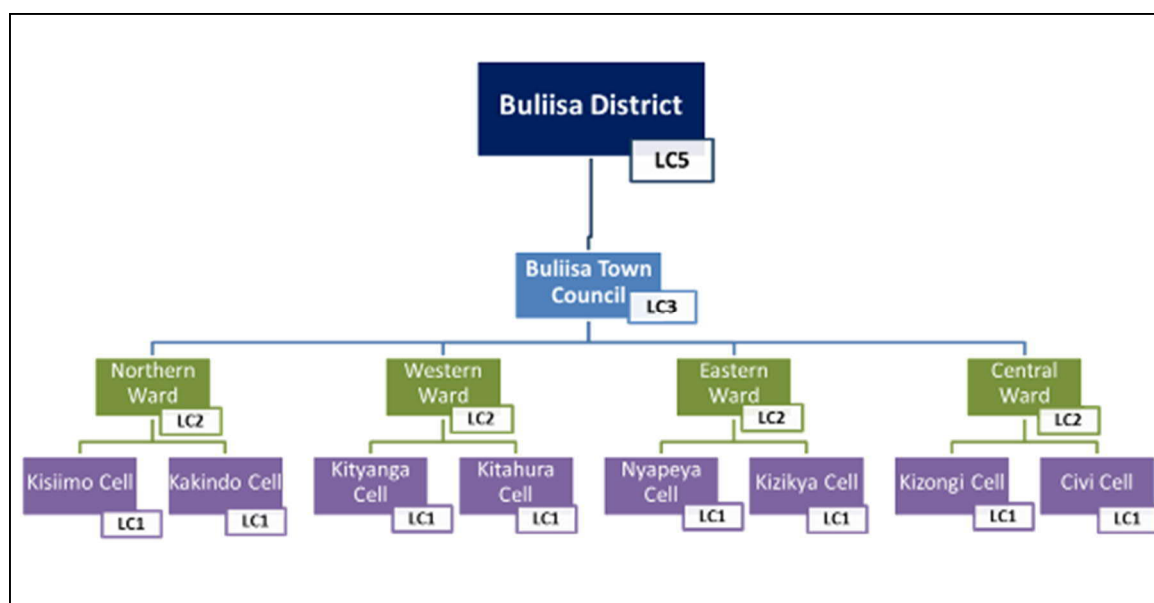 Buliisa District
LC5
Buliisa Town
Council
LC3
Northern
Ward
LC2
Western
Ward
LC2
Eastern
Ward
LC2
Central
Ward
LC2
Kisiimo Cell
LC1
Kakindo Cell
LC1
Kityanga
Cell
LC1
Kitahura
Cell
LC1
Nyapeya
Cell
LC1
Kizikya Cell
LC1
Kizongi Cell
LC1
Civi Cell
LC1